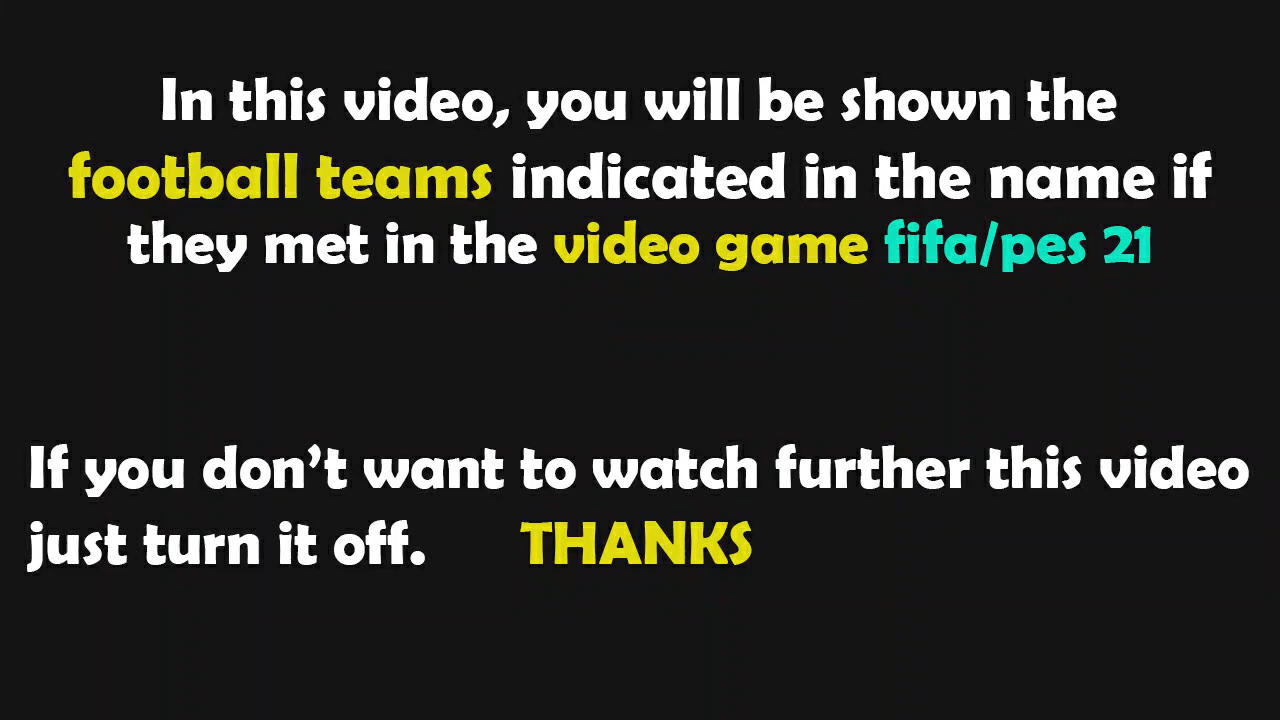 In this video, you will be shown the
football teams indicated in the name if
they met in the video game fifa/pes 21
If you don’t want to watch further this video
just turn it off. THANKS